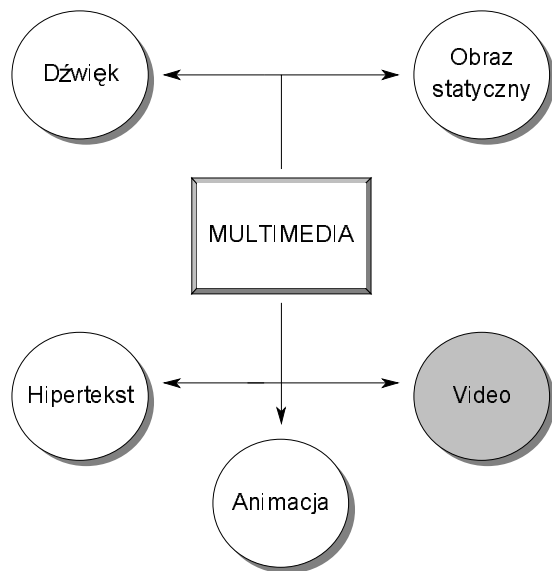 Dźwięk
Obraz
statyczny
MULTIMEDIA
Hipertekst
Video
Animacja